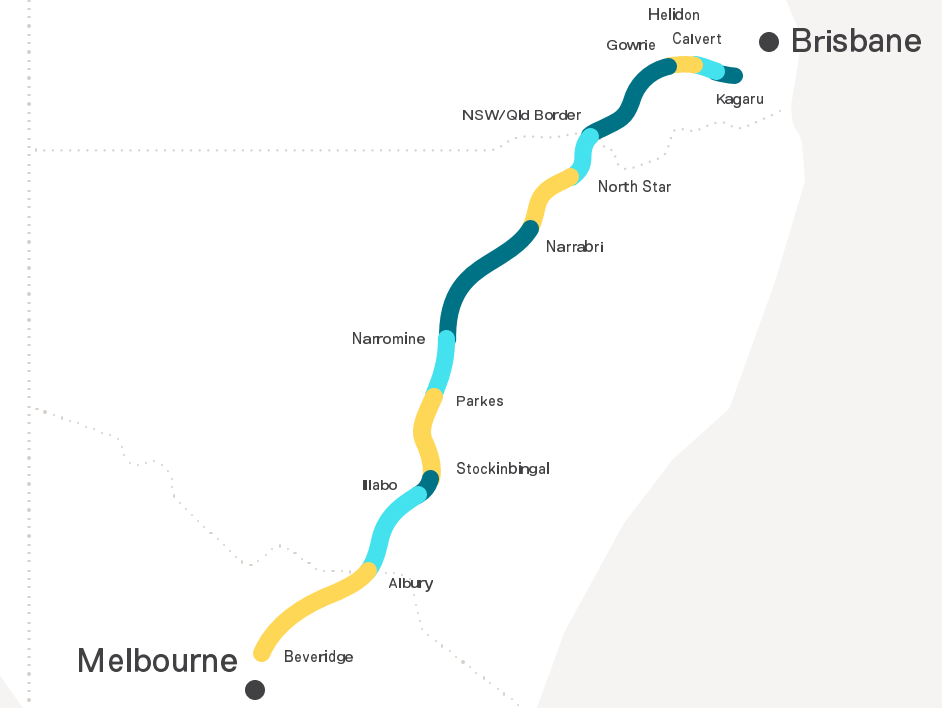 Helidon
Calvert
Gowrie
Brisbane
Kagaru
NSW/Qld Border
North Star
Narrabri
Narromine
Parkes
Stockinbingal
Illabo
Albury
Beveridge
Melbourne